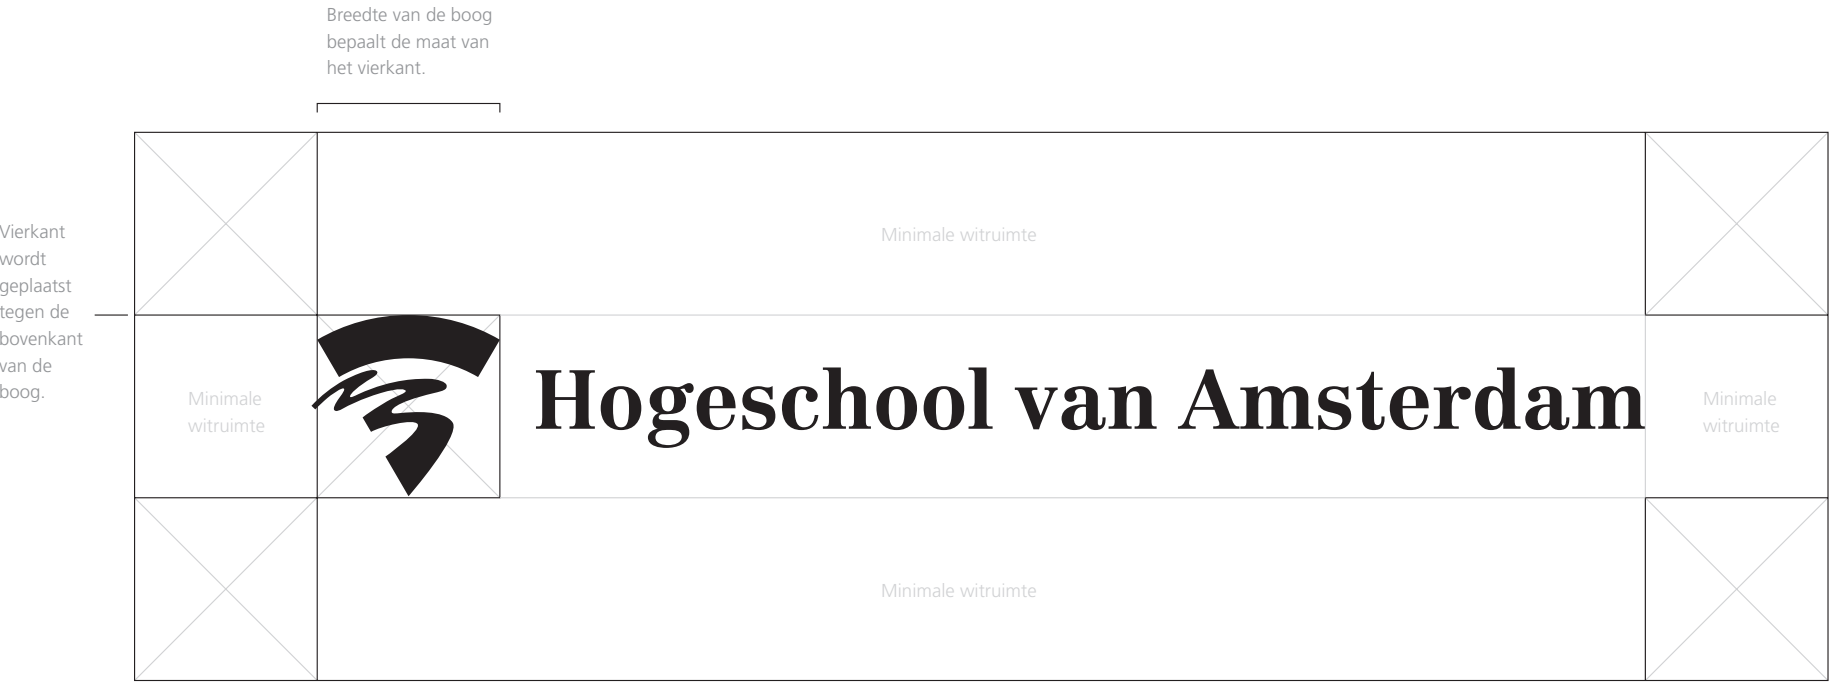 Breedte van de boog
bepaalt de maat van
het vierkant.
Minimale witruimte
Vierkant
wordt
geplaatst
tegen de
bovenkant
van de
boog.
Minimale
witruimte
Hogeschool van Amsterdam
Minimale
witruimte
Minimale witruimte